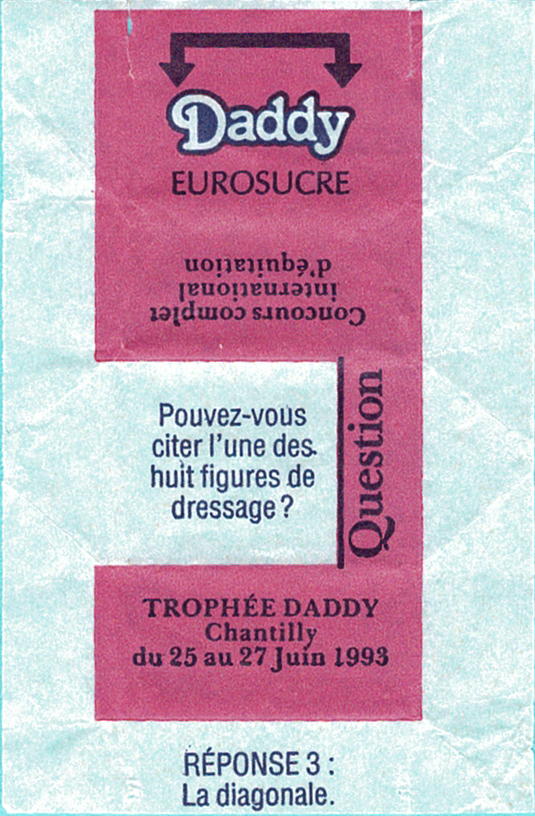 Daddy
EUROSUCRE
Concours complet
international
d'équitation
Pouvez-vous
citer l'une des
huit figures de
dressage ?
Question
TROPHÉE DADDY
Chantilly
du 25 au 27 Juin 1993
RÉPONSE 3 :
La diagonale.